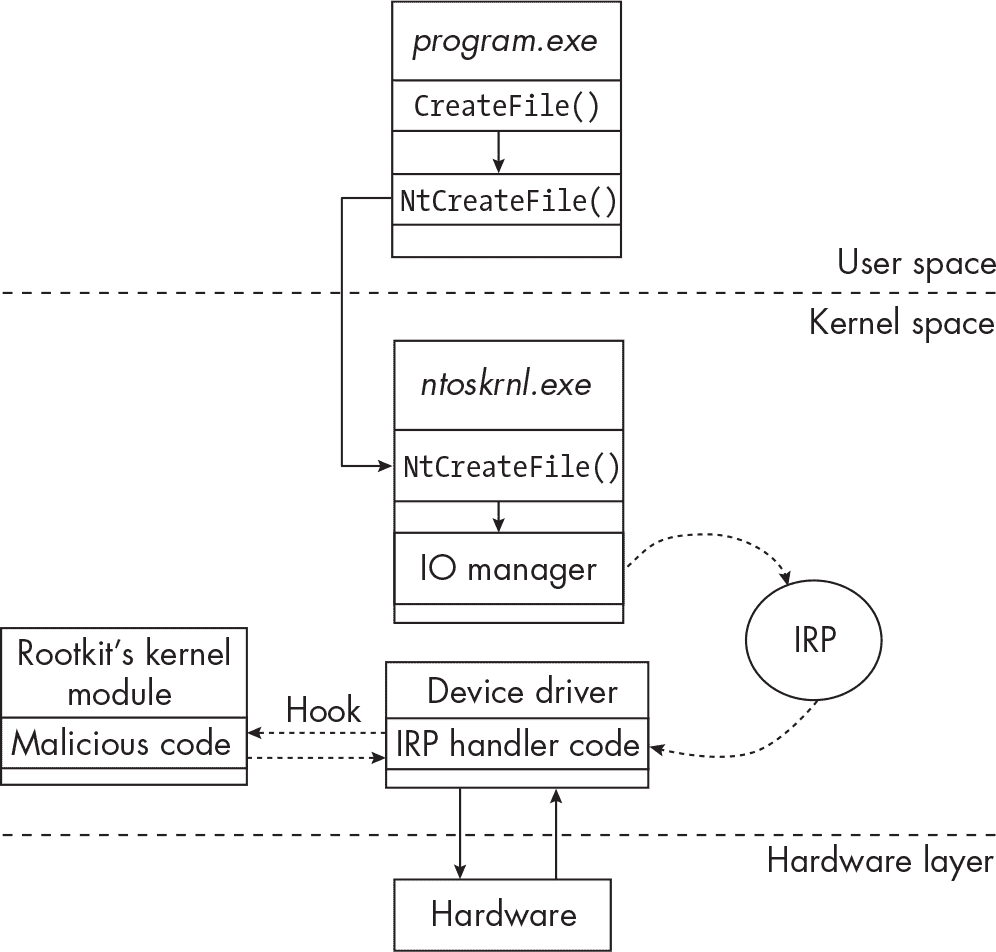 program.exe
CreateFile()
NtCreateFile()
User space
Kernel space
ntoskrnl.exe
NtCreateFile()
IO manager
IRP
Rootkit's kernel
module
Malicious code
Hook
Device driver
IRP handler code
Hardware layer
Hardware